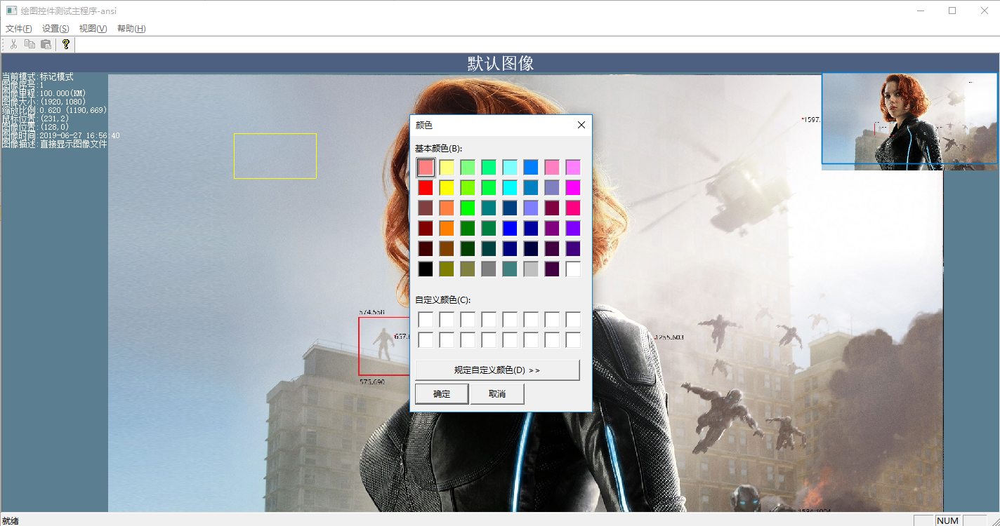 绘图控件测试主程序-ansi
文件(F) 设置(S) 视图(V) 帮助(H)
默认图像
当前模式:标记模式
图像序号:1
图像里程:100.000(KM)
图像大小:(1920,1080)
缩放比例:0.620 (1190,669)
鼠标位置:(231,2)
图像位置:(128,0)
图像时间:2019-06-27 16:56:40
图像描述:直接显示图像文件
*1597.
颜色
基本颜色(B):
自定义颜色(C):
规定自定义颜色(D) >>
确定 取消
574.558
*657.6
575.690
*1255.603
就绪
NUM